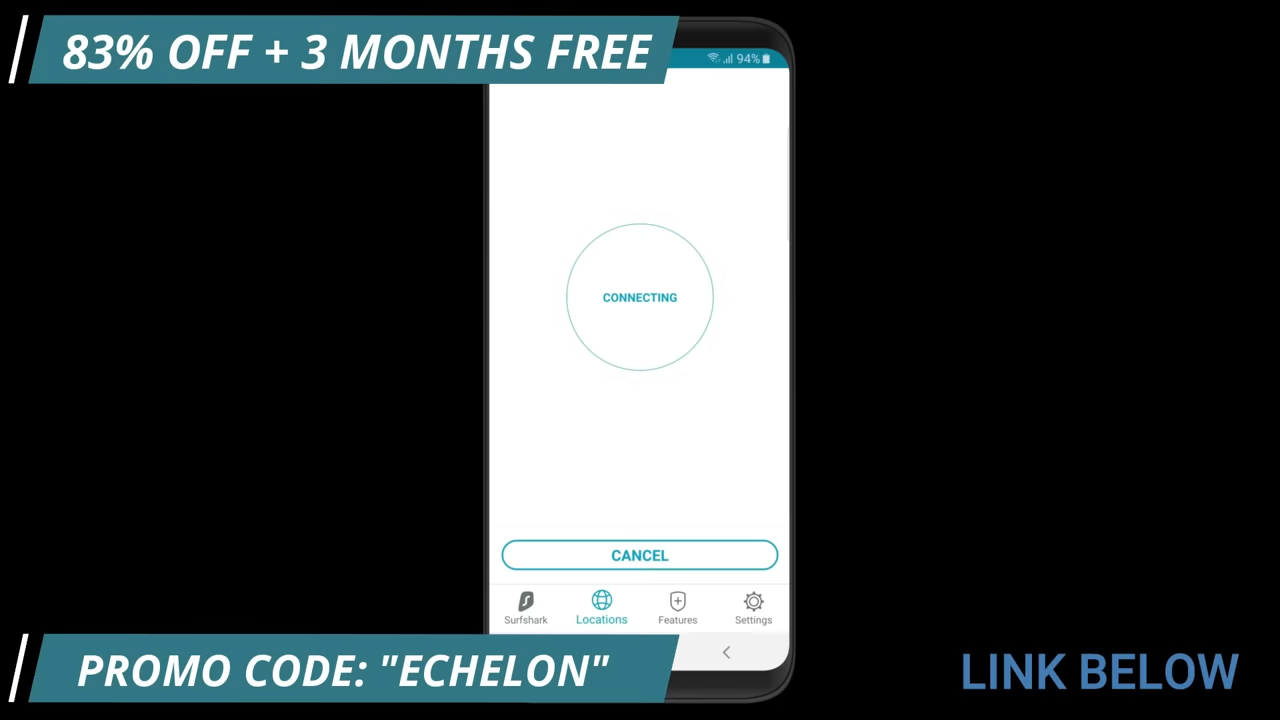 83% OFF + 3 MONTHS FREE
94%
CONNECTING
CANCEL
Surfshark Locations Features Settings
PROMO CODE: "ECHELON"
LINK BELOW